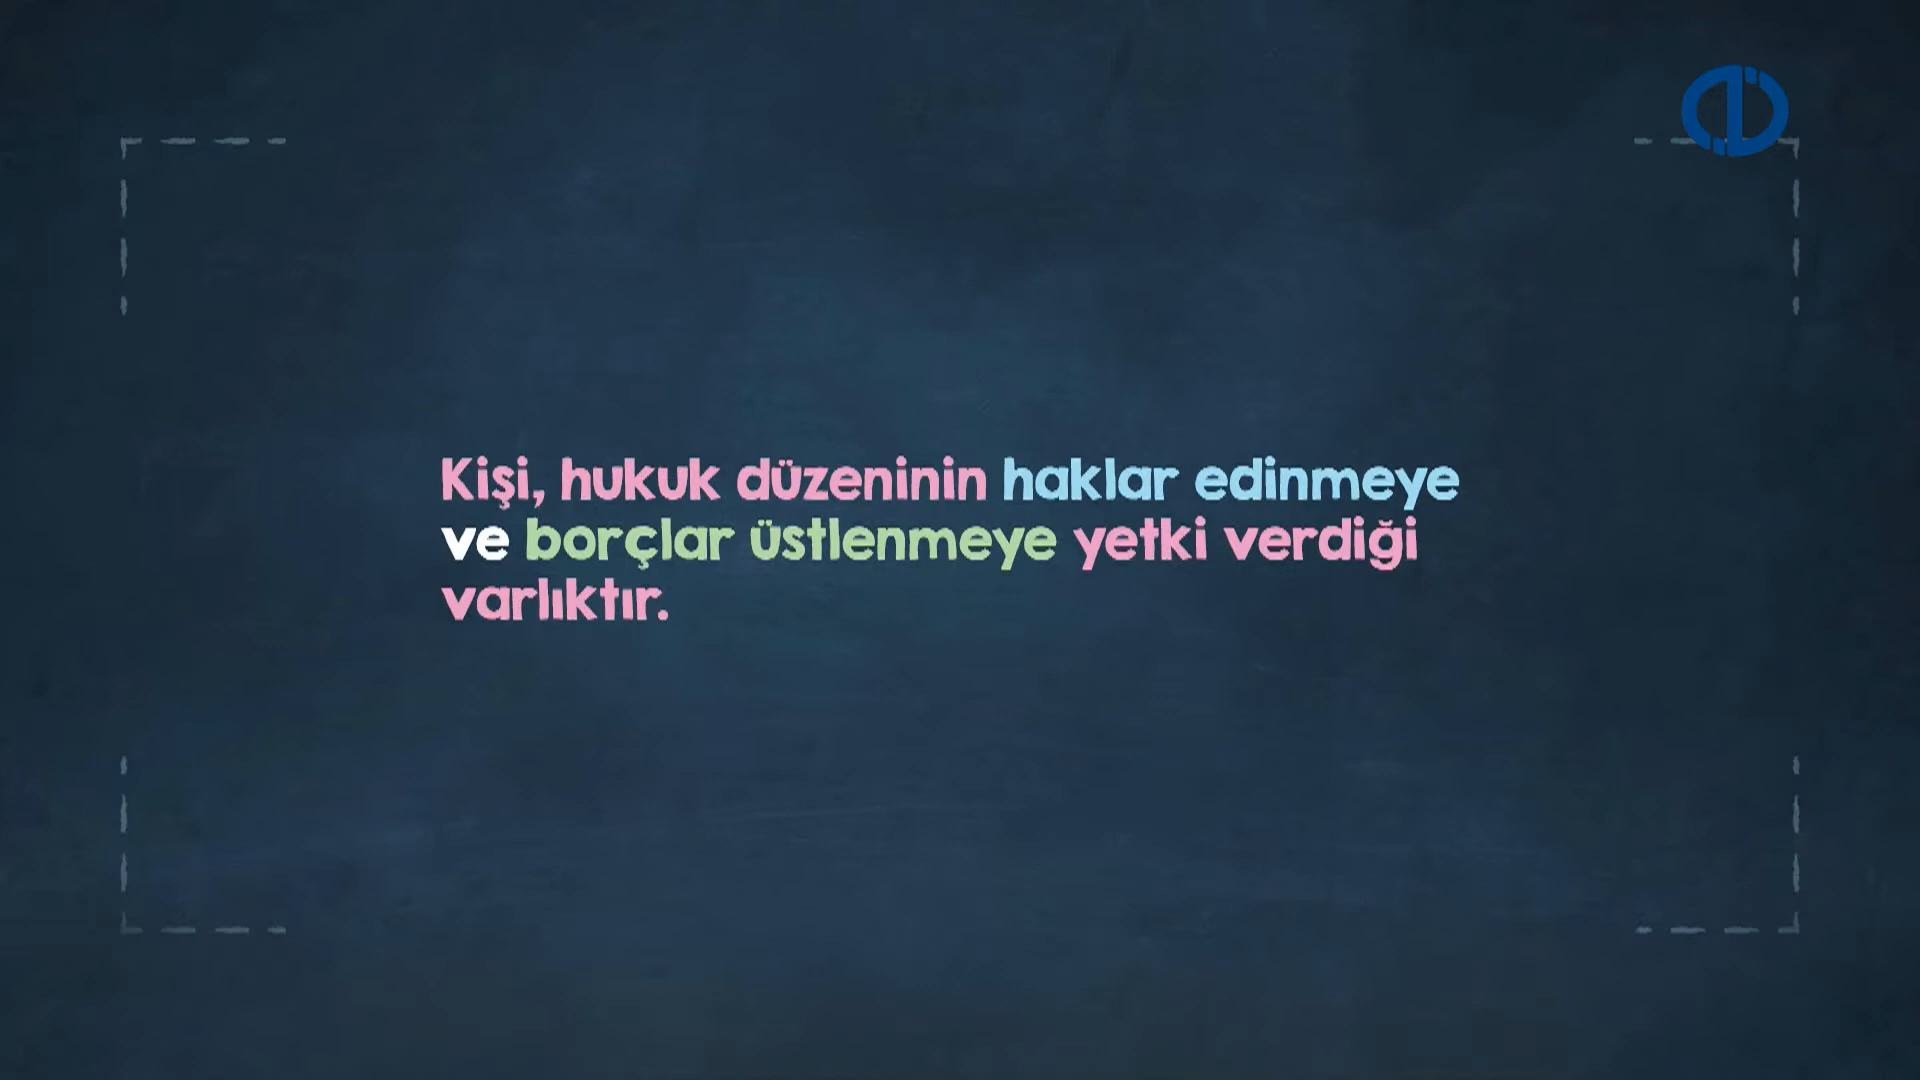 Kişi, hukuk düzeninin haklar edinmeye
ve borçlar üstlenmeye yetki verdiği
varlıktır.